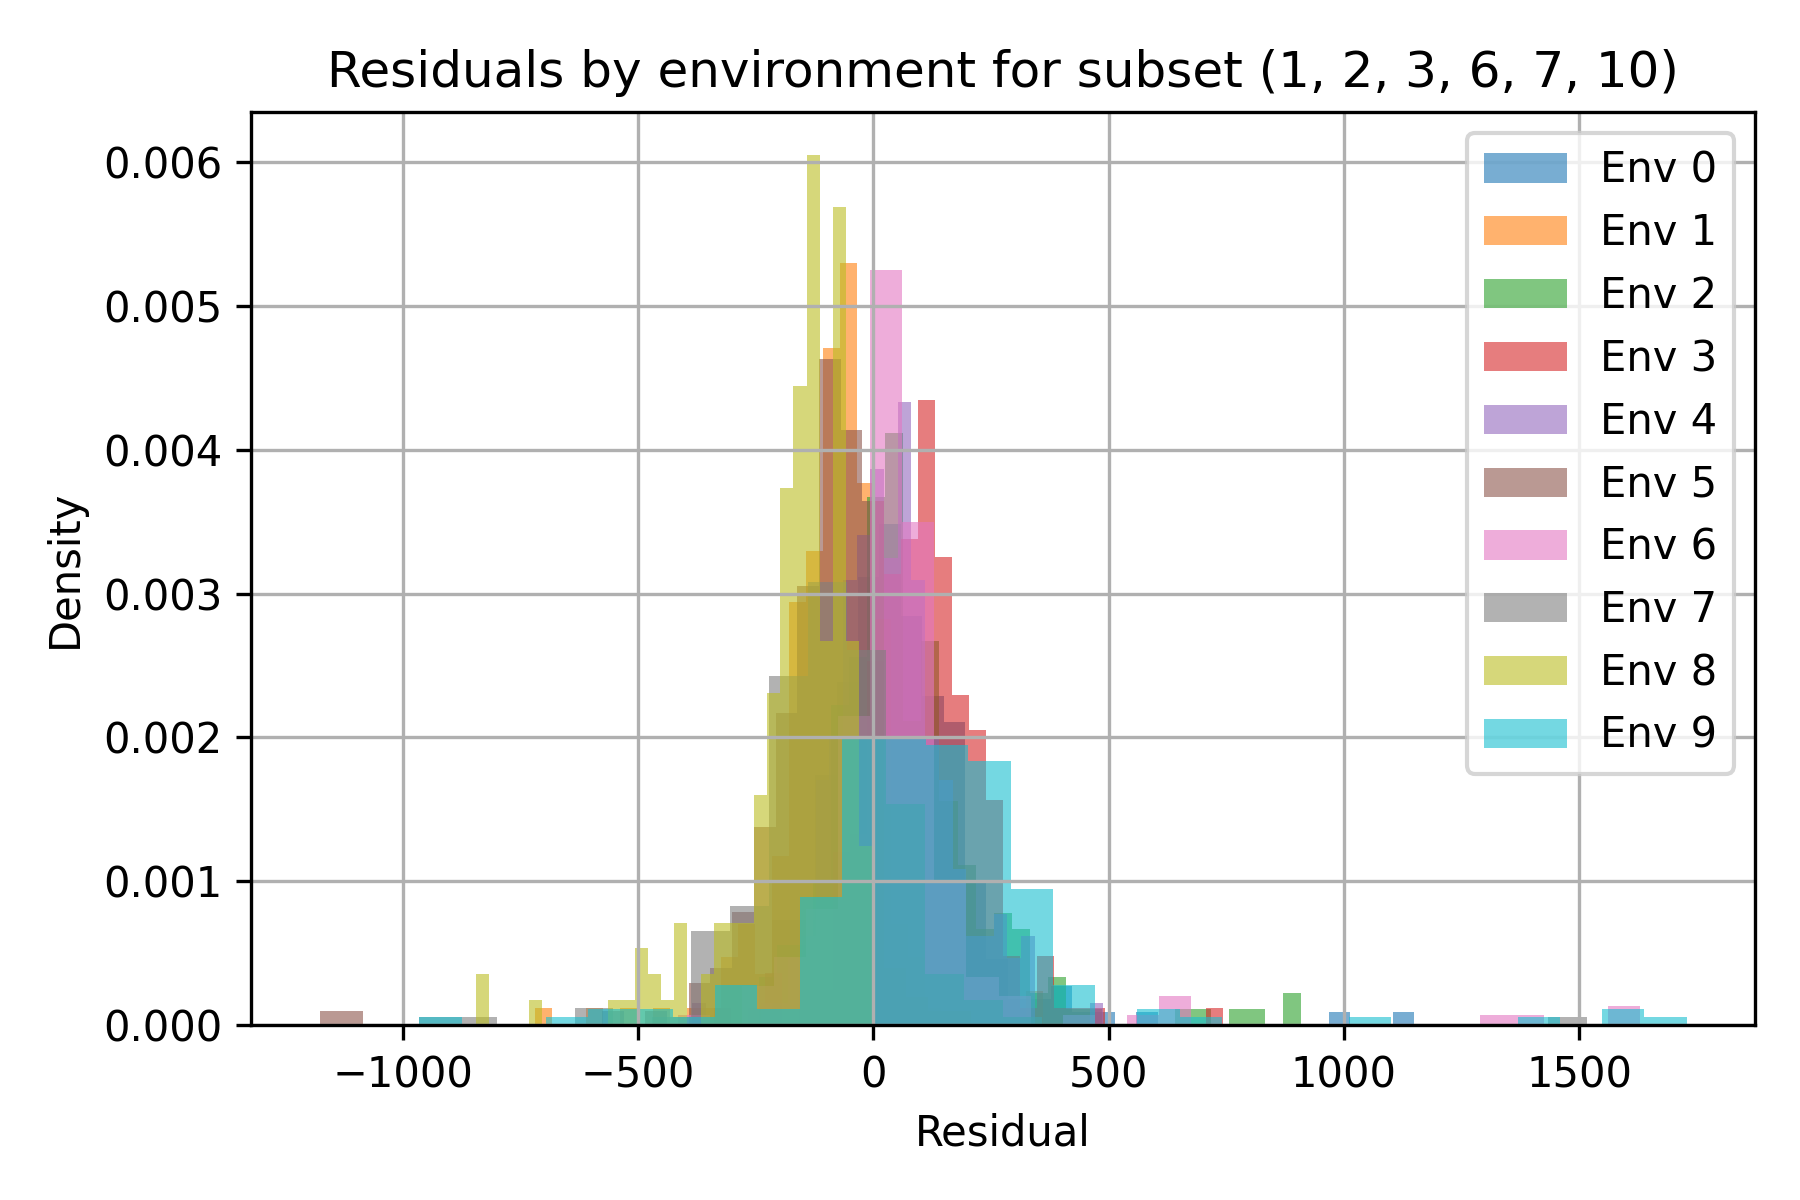 Residuals by environment for subset (1, 2, 3, 6, 7, 10)
0.006
0.005
0.004
0.003
0.002
0.001
0.000
Density
Env 0
Env 1
Env 2
Env 3
Env 4
Env 5
Env 6
Env 7
Env 8
Env 9
−1000
−500
0
500
1000
1500
Residual